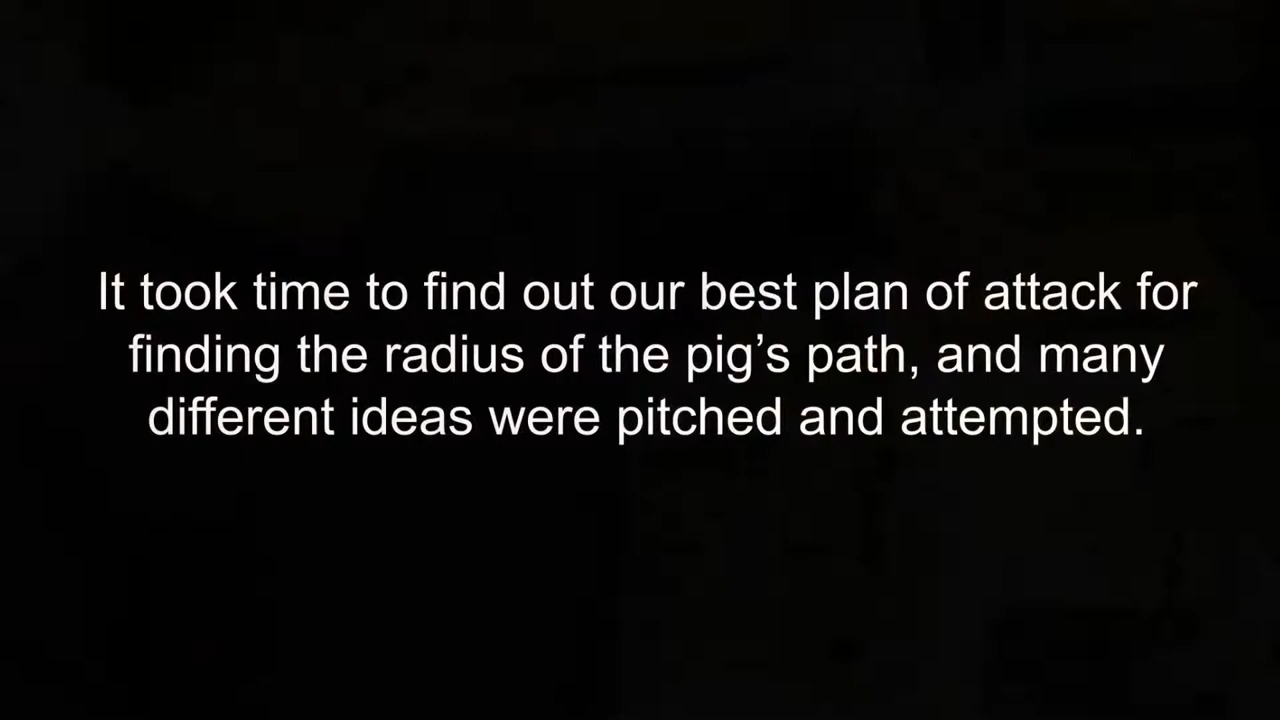 It took time to find out our best plan of attack for
finding the radius of the pig’s path, and many
different ideas were pitched and attempted.